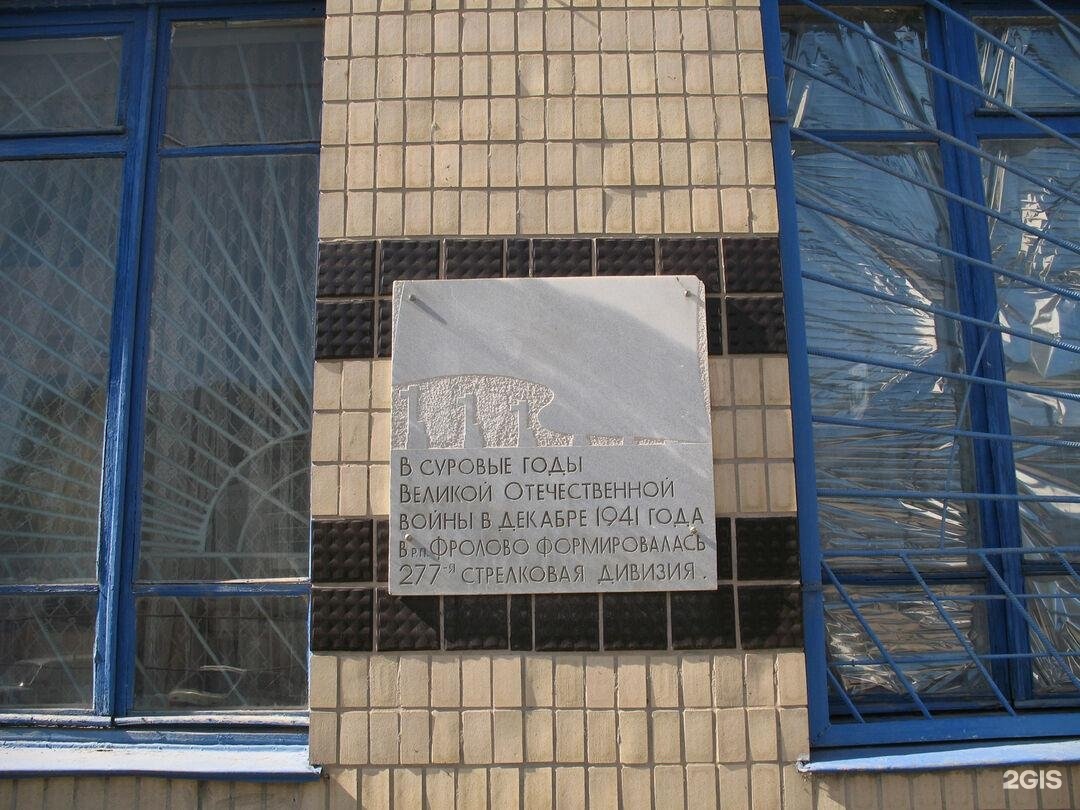 В СУРОВЫЕ ГОДЫ
ВЕЛИКОЙ ОТЕЧЕСТВЕННОЙ
ВОЙНЫ В ДЕКАБРЕ 1941 ГОДА
В Р.П. ФРОЛОВО ФОРМИРОВАЛАСЬ
277-Я СТРЕЛКОВАЯ ДИВИЗИЯ.
2GIS